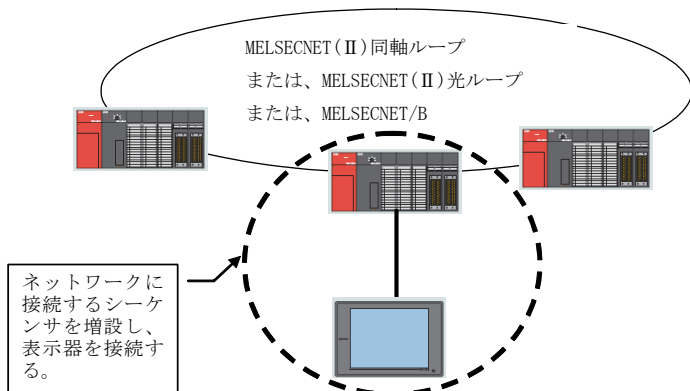 MELSECNET(Ⅱ)同軸ループ
または、MELSECNET(Ⅱ)光ループ
または、MELSECNET/B
ネットワークに
接続するシーケ
ンサを増設し、
表示器を接続す
る。